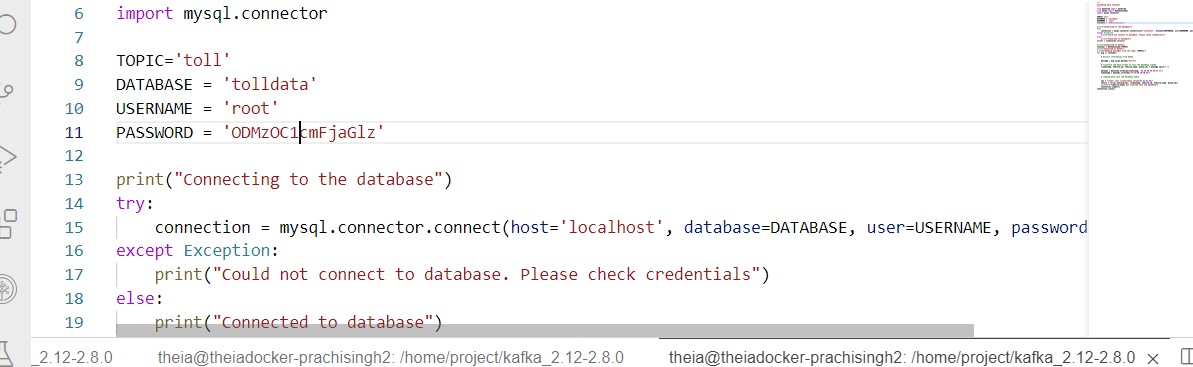 6 import mysql.connector
7
8 TOPIC='toll'
9 DATABASE = 'tolldata'
10 USERNAME = 'root'
11 PASSWORD = 'ODMzOC1cmFjaGlz'
12
13 print("Connecting to the database")
14 try:
15 connection = mysql.connector.connect(host='localhost', database=DATABASE, user=USERNAME, password
16 except Exception:
17 print("Could not connect to database. Please check credentials")
18 else:
19 print("Connected to database")
_2.12-2.8.0 theia@theiadocker-prachisingh2: /home/project/kafka_2.12-2.8.0 theia@theiadocker-prachisingh2: /home/project/kafka_2.12-2.8.0 ×